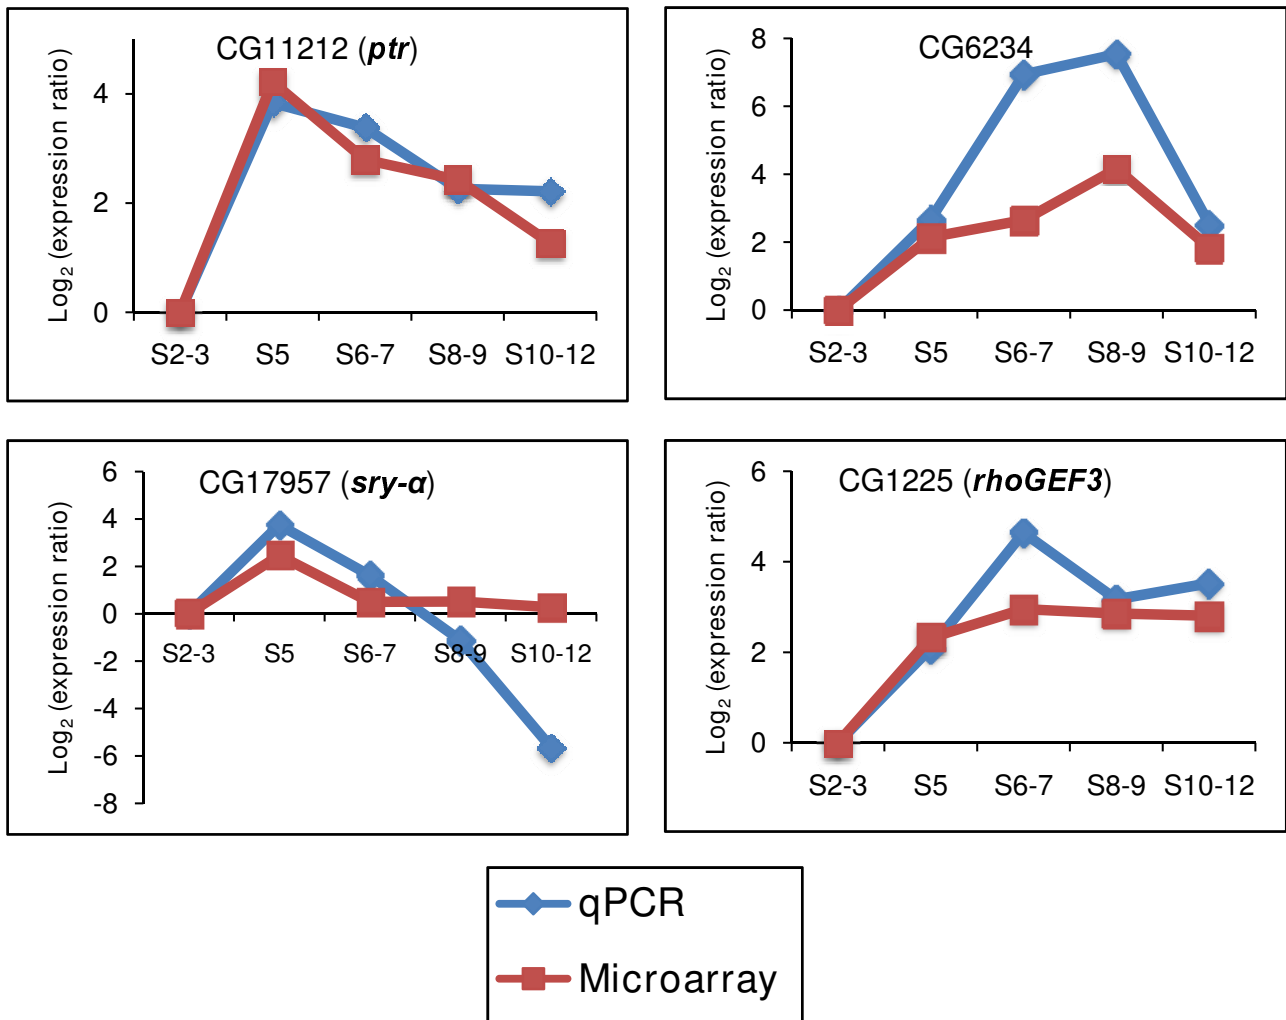 CG11212 (ptr)
Log2 (expression ratio)
4
2
0
S2-3 S5 S6-7 S8-9 S10-12
CG6234
Log2 (expression ratio)
8
6
4
2
0
S2-3 S5 S6-7 S8-9 S10-12
CG17957 (sry-α)
Log2 (expression ratio)
6
4
2
0
-2
-4
-6
-8
S2-3 S5 S6-7 S8-9 S10-12
CG1225 (rhoGEF3)
Log2 (expression ratio)
6
4
2
0
S2-3 S5 S6-7 S8-9 S10-12
qPCR
Microarray